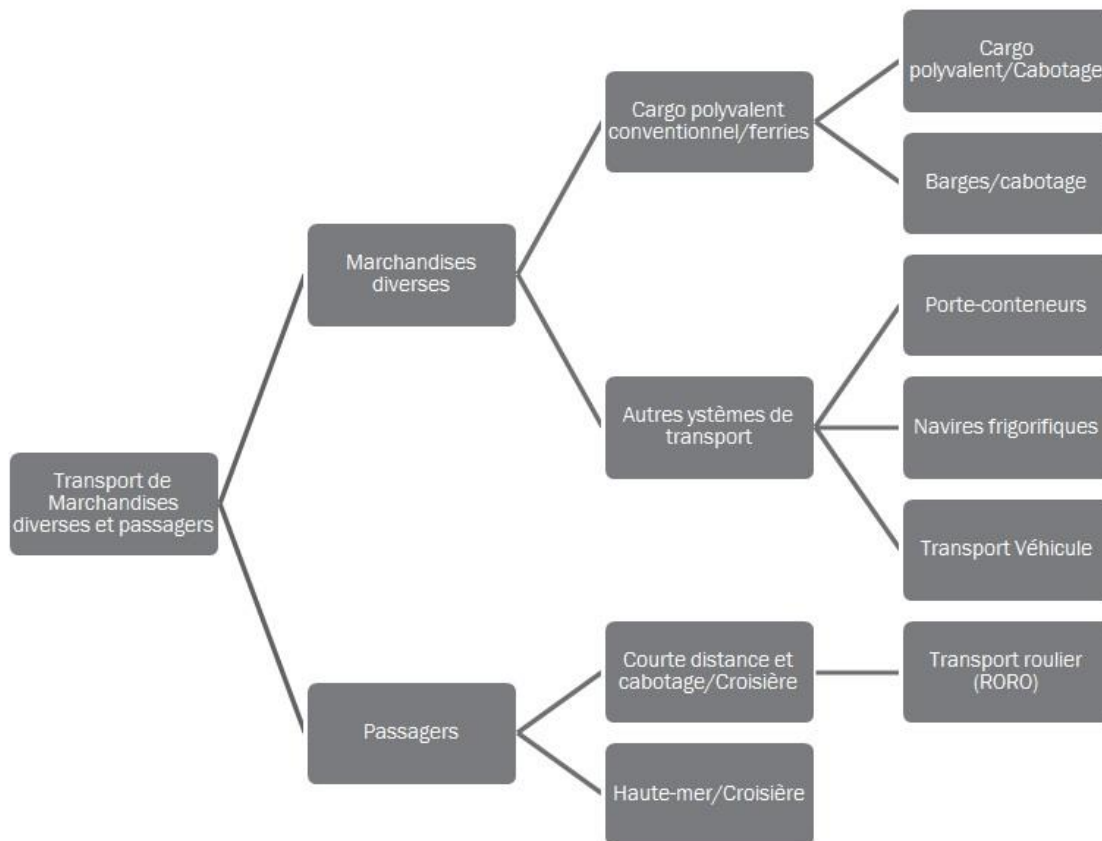 Transport de
Marchandises
diverses et passagers
Marchandises
diverses
Cargo polyvalent
conventionnel/ferries
Cargo
polyvalent/Cabotage
Barges/cabotage
Autres ystèmes de
transport
Porte-conteneurs
Navires frigorifiques
Transport Véhicule
Passagers
Courte distance et
cabotage/Croisière
Transport roulier
(RORO)
Haute-mer/Croisière